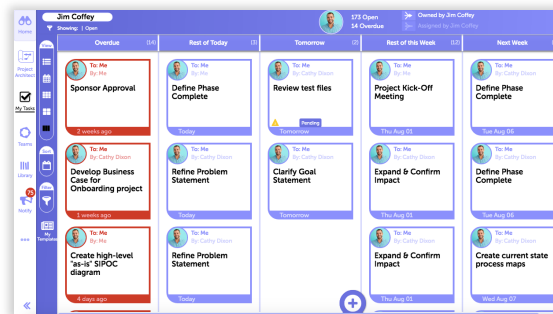 Jim Coffey
Showing: | Open
173 Open
14 Overdue
Owned by Jim Coffey
Assigned by Jim Coffey
Home
Project Architect
My Tasks
Teams
Library
75
Notify
View
Sort
Filter
My Templates
Overdue (14)
To: Me
By: Me
Sponsor Approval
2 weeks ago
To: Me
By: Cathy Dixon
Develop Business
Case for
Onboarding project
1 weeks ago
To: Me
By: Me
Create high-level
"as-is" SIPOC
diagram
4 days ago
Rest of Today
To: Me
By: Me
Define Phase
Complete
Today
To: Me
By: Cathy Dixon
Refine Problem
Statement
Today
To: Me
By: Cathy Dixon
Refine Problem
Statement
Today
Tomorrow (2)
To: Me
By: Cathy Dixon
Review test files
Pending
Tomorrow
To: Me
By: Cathy Dixon
Clarify Goal
Statement
Tomorrow
Rest of this Week (12)
To: Me
By: Me
Project Kick-Off
Meeting
Thu Aug 01
To: Me
By: Cathy Dixon
Expand & Confirm
Impact
Thu Aug 01
To: Me
By: Cathy Dixon
Expand & Confirm
Impact
Thu Aug 01
Next Week
To: Me
By: Me
Define Phase
Complete
Tue Aug 06
To: Me
By: Cathy Dixon
Define Phase
Complete
Tue Aug 06
To: Me
By: Cathy Dixon
Create current state
process maps
Wed Aug 07